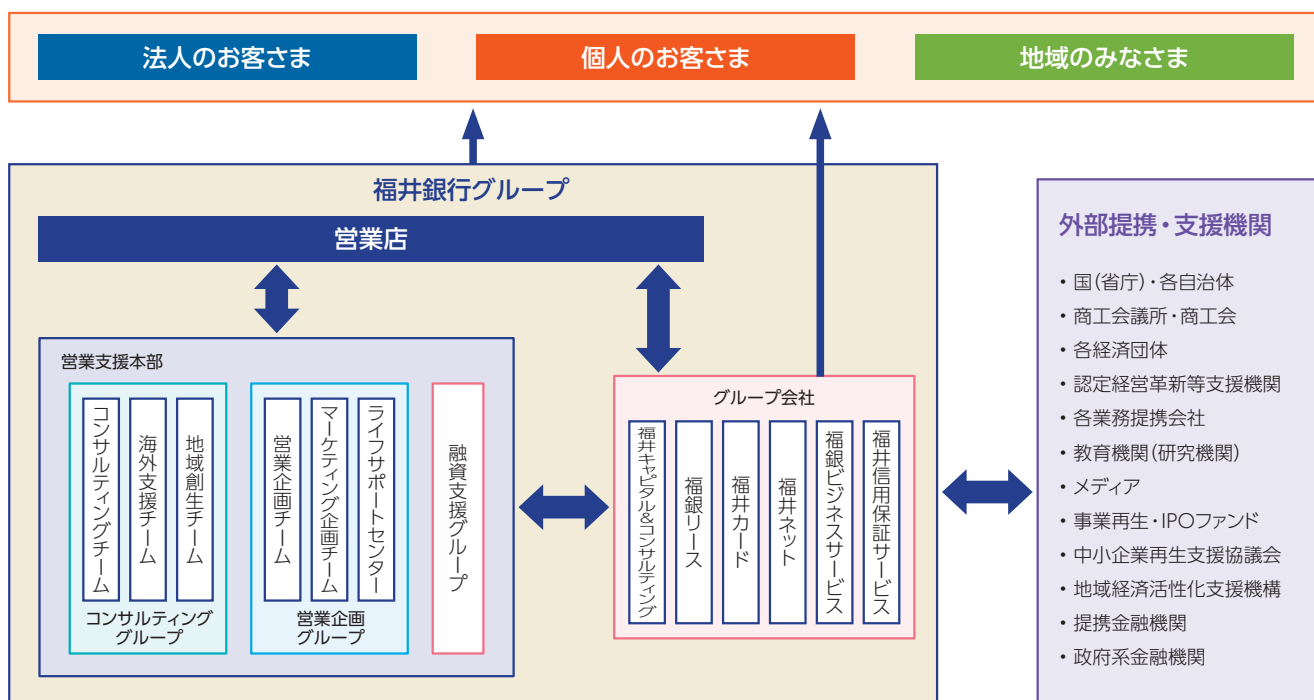 法人のお客さま
個人のお客さま
地域のみなさま
福井銀行グループ
営業店
営業支援本部
コンサルティングチーム
海外支援チーム
地域創生チーム
コンサルティング
グループ
営業企画チーム
マーケティング企画チーム
ライフサポートセンター
営業企画
グループ
融資支援グループ
グループ会社
福井キャピタル&コンサルティング
福銀リース
福井カード
福井ネット
福銀ビジネスサービス
福井信用保証サービス
外部提携・支援機関
・国(省庁)・各自治体
・商工会議所・商工会
・各経済団体
・認定経営革新等支援機関
・各業務提携会社
・教育機関(研究機関)
・メディア
・事業再生・IPOファンド
・中小企業再生支援協議会
・地域経済活性化支援機構
・提携金融機関
・政府系金融機関